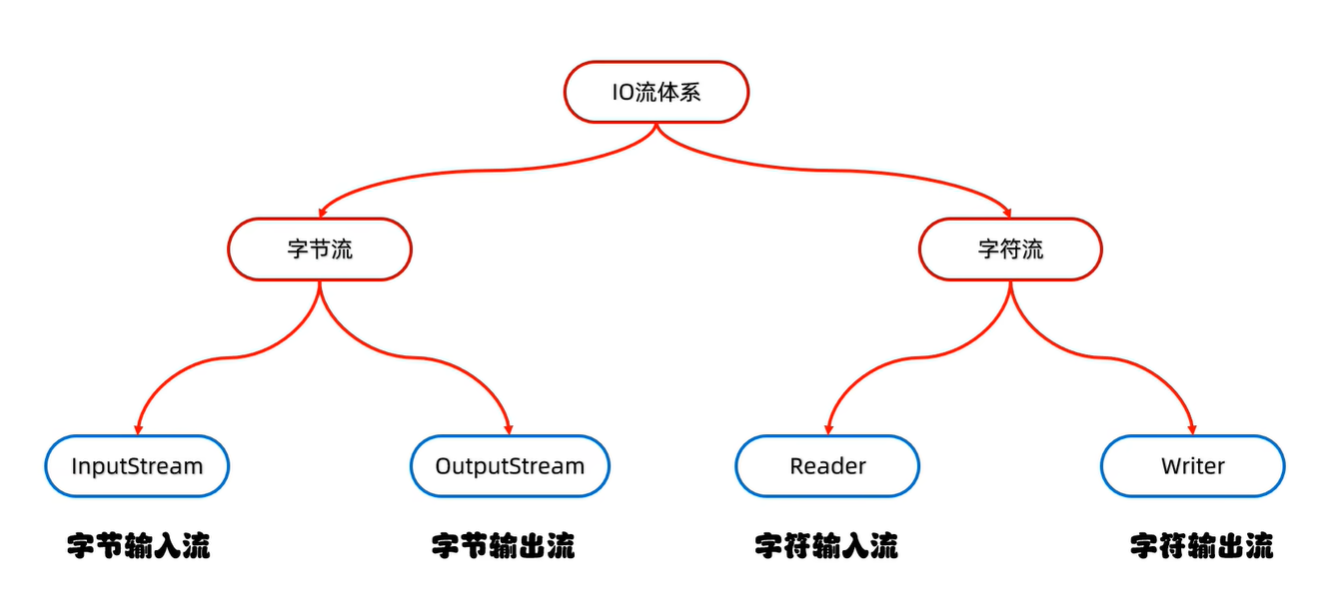 IO流体系
字节流
字符流
InputStream
OutputStream
Reader
Writer
字节输入流
字节输出流
字符输入流
字符输出流